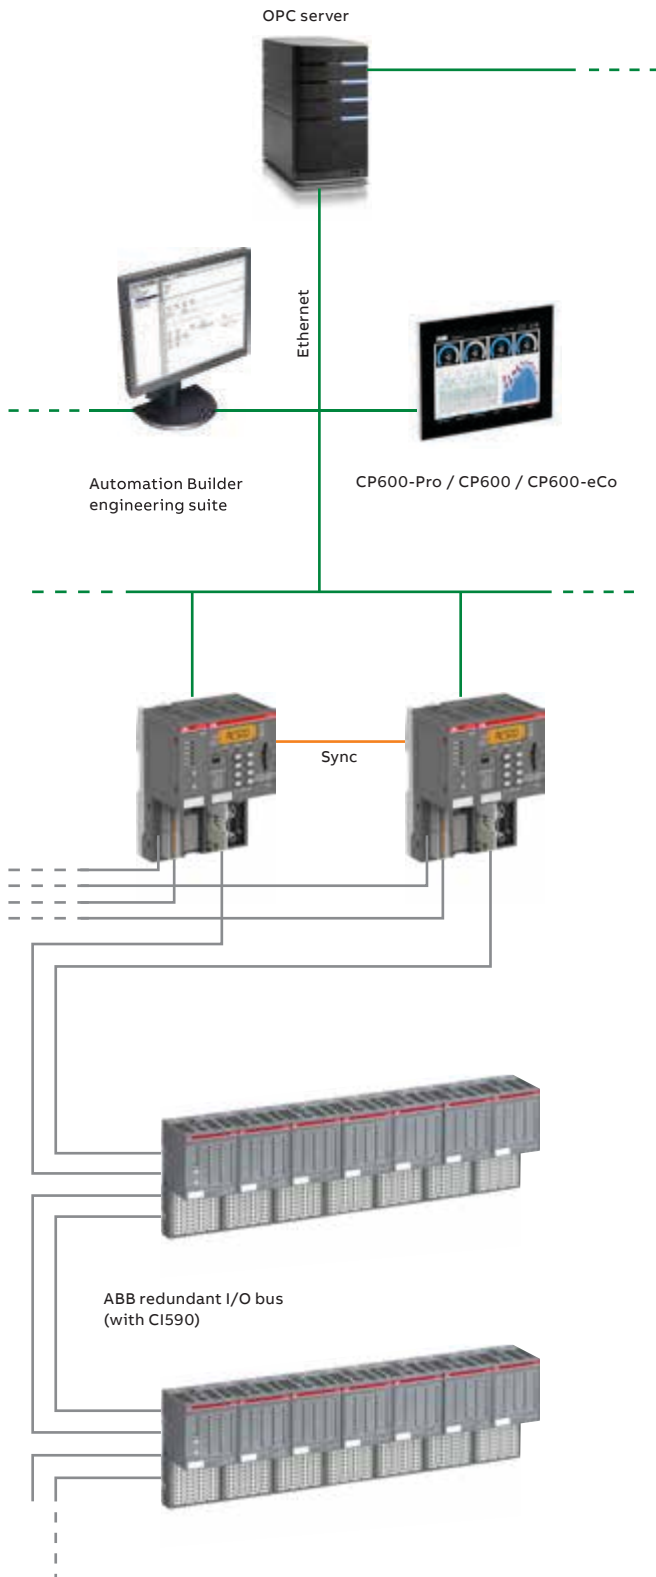 OPC server
Ethernet
Automation Builder
engineering suite
CP600-Pro / CP600 / CP600-eCo
Sync
ABB redundant I/O bus
(with CI590)